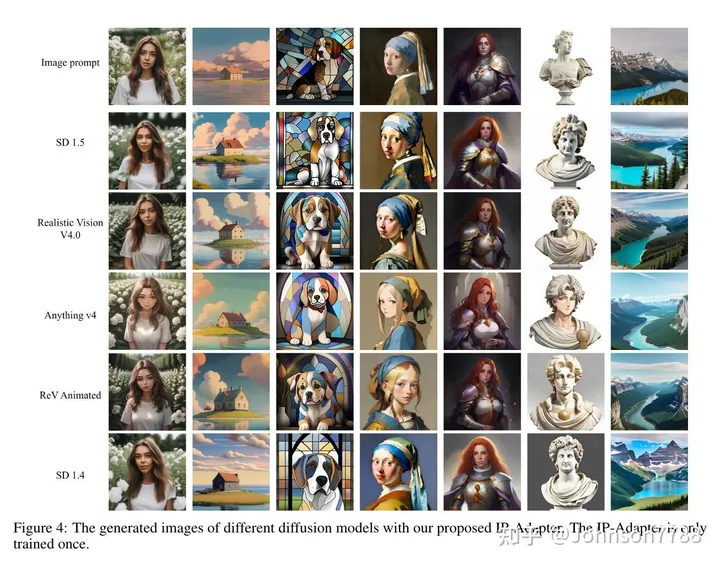 Image prompt
SD 1.5
Realistic Vision
V4.0
Anything v4
ReV Animated
SD 1.4
Figure 4: The generated images of different diffusion models with our proposed IP-Adapter. The IP-Adapter is only
trained once.
知乎 @Johnson7788